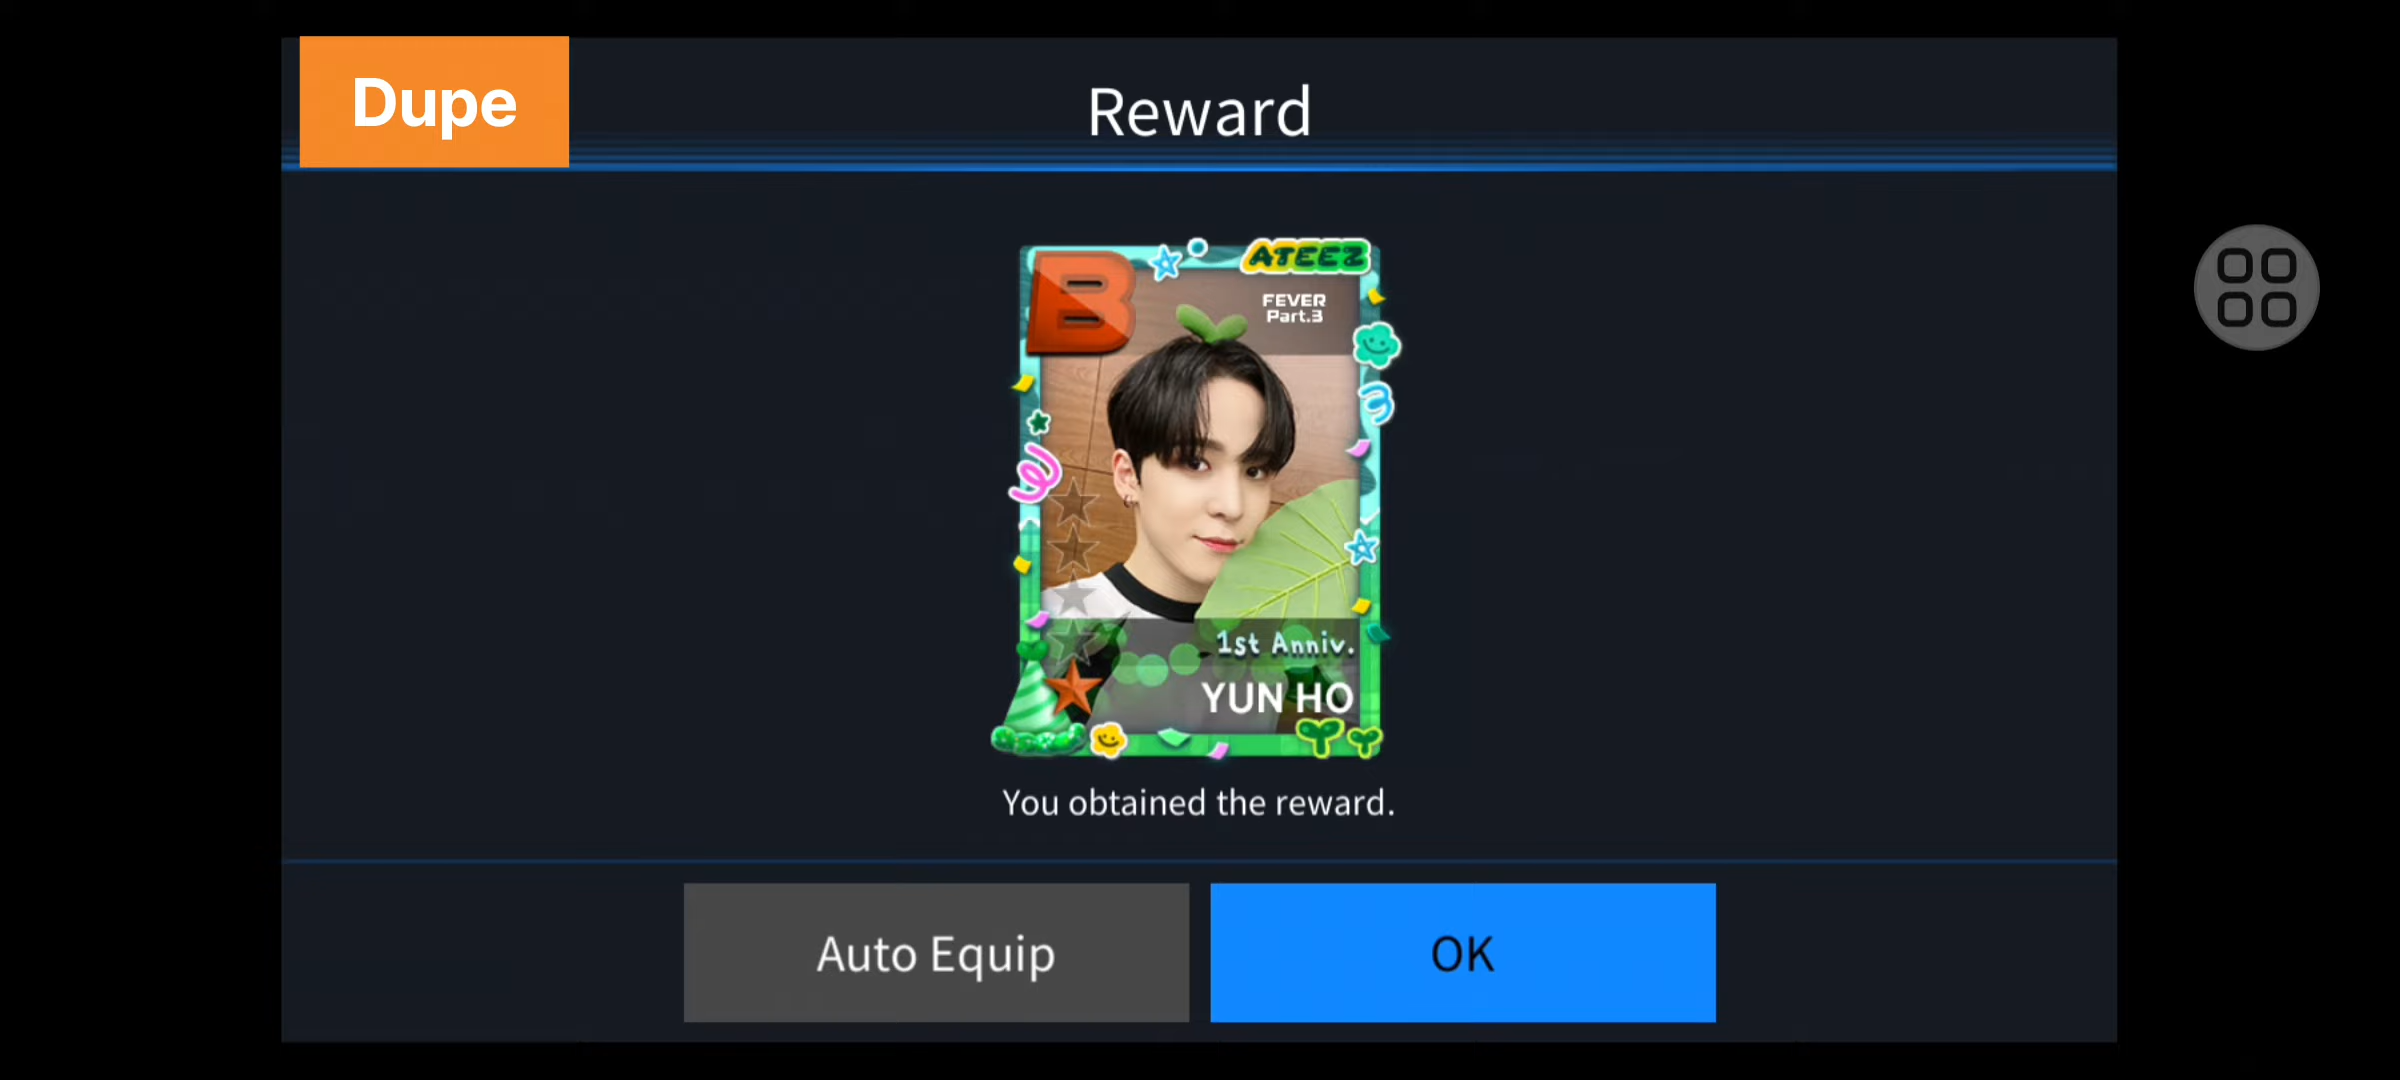 Dupe
Reward
B
ATEEZ
FEVER
Part.3
1st Anniv.
YUN HO
You obtained the reward.
Auto Equip
OK